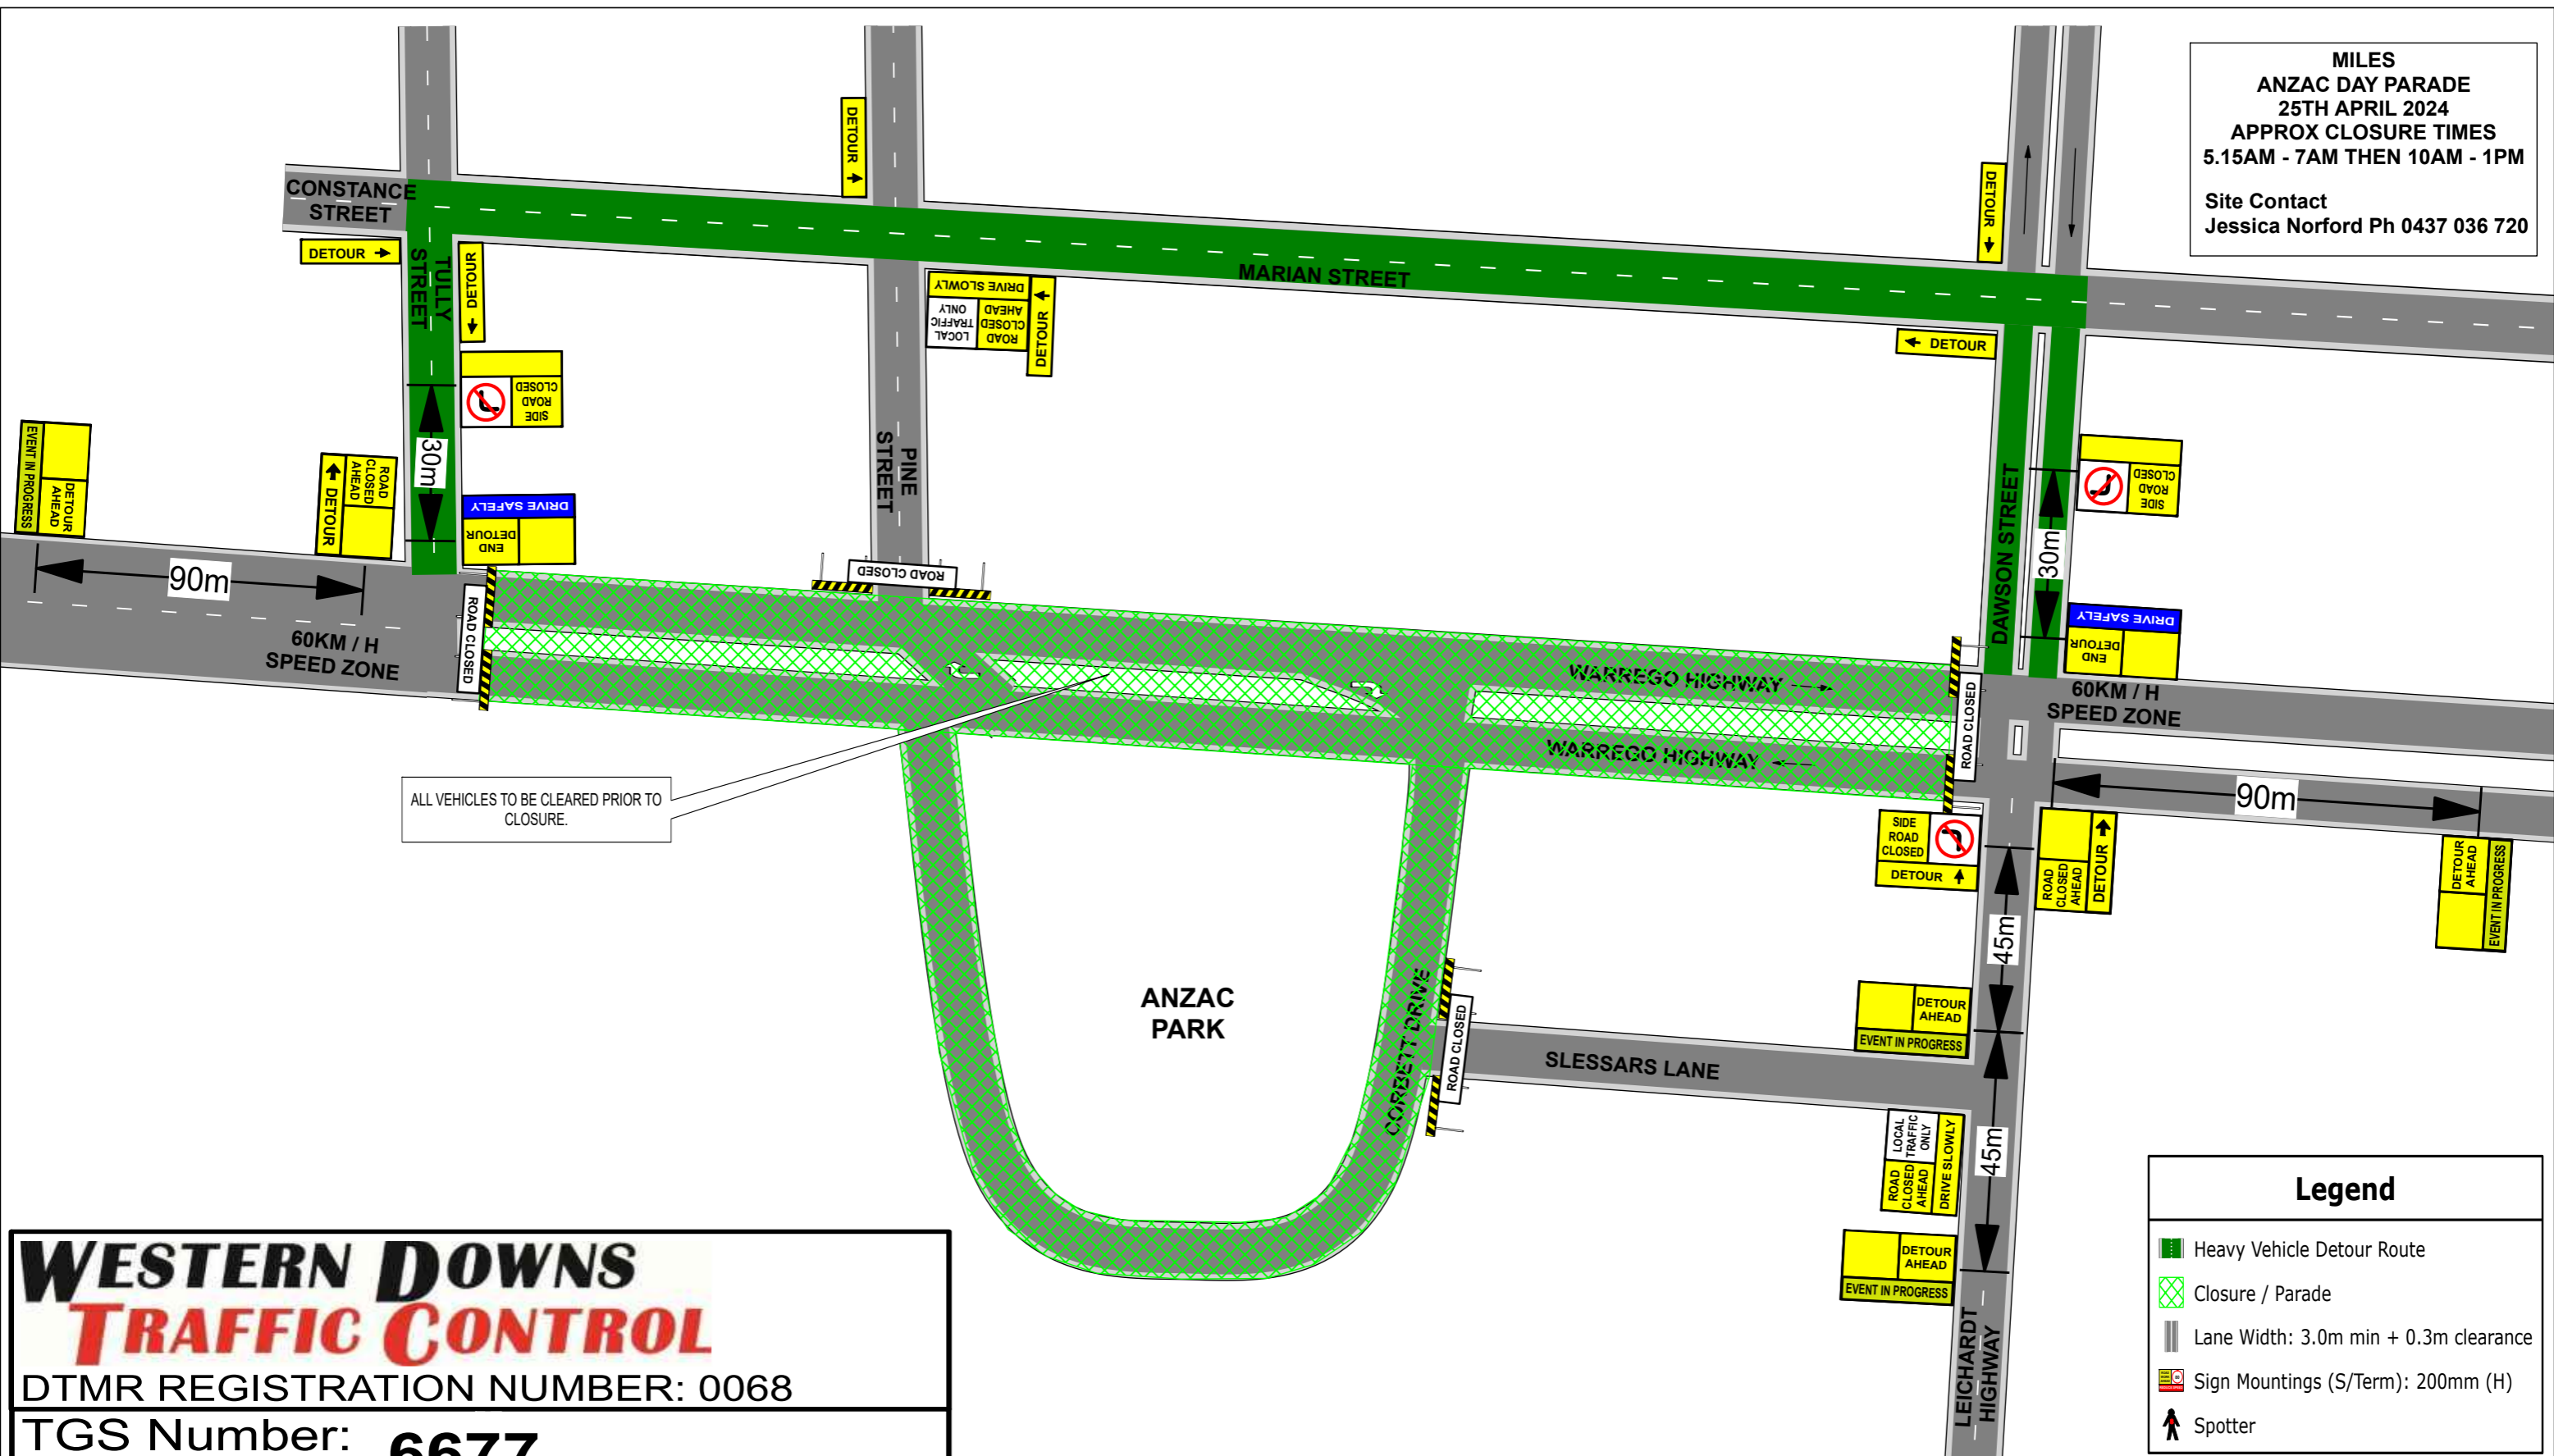 MILES
ANZAC DAY PARADE
25TH APRIL 2024
APPROX CLOSURE TIMES
5.15AM - 7AM THEN 10AM - 1PM
Site Contact
Jessica Norford Ph 0437 036 720
CONSTANCE
STREET
DETOUR
TULLY
STREET
DETOUR
DETOUR
MARIAN STREET
DETOUR
DRIVE SLOWLY
ROAD
CLOSED
AHEAD
LOCAL
TRAFFIC
ONLY
DETOUR
DETOUR
SIDE
ROAD
CLOSED
30m
EVENT IN PROGRESS
DETOUR
AHEAD
DETOUR
ROAD
CLOSED
AHEAD
DRIVE SAFELY
END
DETOUR
PINE
STREET
ROAD CLOSED
DAWSON STREET
SIDE
ROAD
CLOSED
30m
DRIVE SAFELY
END
DETOUR
90m
60KM / H
SPEED ZONE
ROAD CLOSED
WARREGO HIGHWAY
WARREGO HIGHWAY
ROAD CLOSED
60KM / H
SPEED ZONE
90m
ALL VEHICLES TO BE CLEARED PRIOR TO
CLOSURE.
SIDE
ROAD
CLOSED
DETOUR
ROAD
CLOSED
AHEAD
DETOUR
DETOUR
AHEAD
EVENT IN PROGRESS
45m
ANZAC
PARK
CORBETT DRIVE
ROAD CLOSED
SLESSARS LANE
DETOUR
AHEAD
EVENT IN PROGRESS
LOCAL
TRAFFIC
ONLY
ROAD
CLOSED
AHEAD
DRIVE SLOWLY
45m
DETOUR
AHEAD
EVENT IN PROGRESS
LEICHARDT
HIGHWAY
Legend
Heavy Vehicle Detour Route
Closure / Parade
Lane Width: 3.0m min + 0.3m clearance
Sign Mountings (S/Term): 200mm (H)
Spotter
WESTERN DOWNS
TRAFFIC CONTROL
DTMR REGISTRATION NUMBER: 0068
TGS Number: 6677